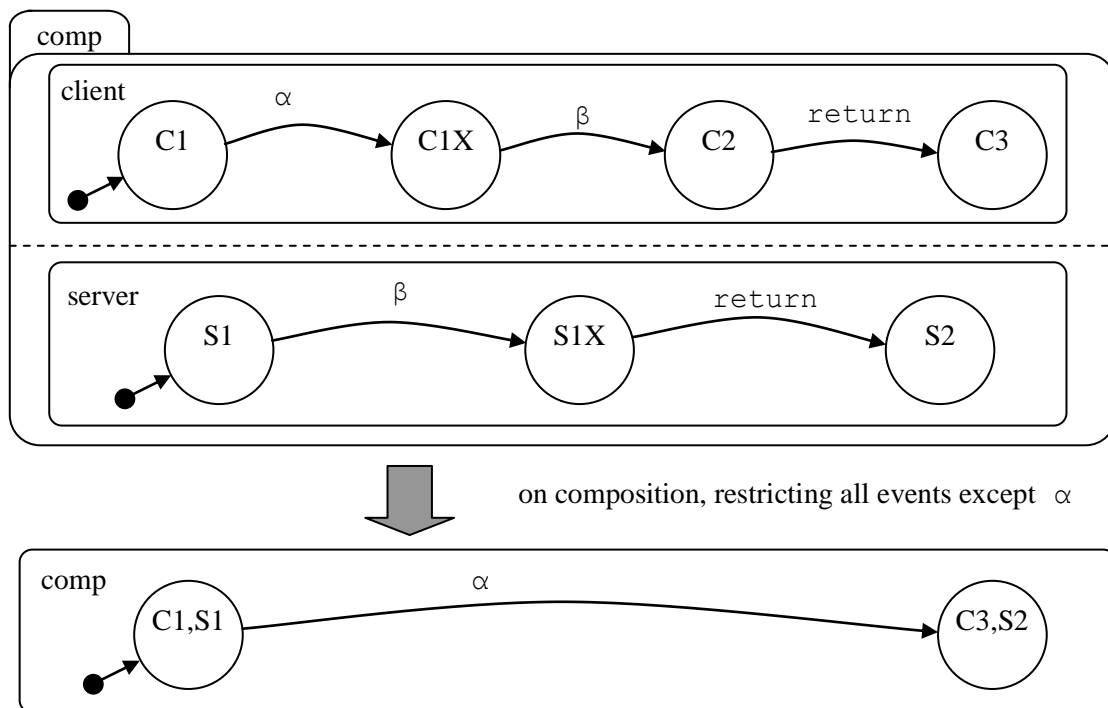 comp
client
α
β
return
C1
C1X
C2
C3
server
β
return
S1
S1X
S2
on composition, restricting all events except α
comp
α
C1,S1
C3,S2